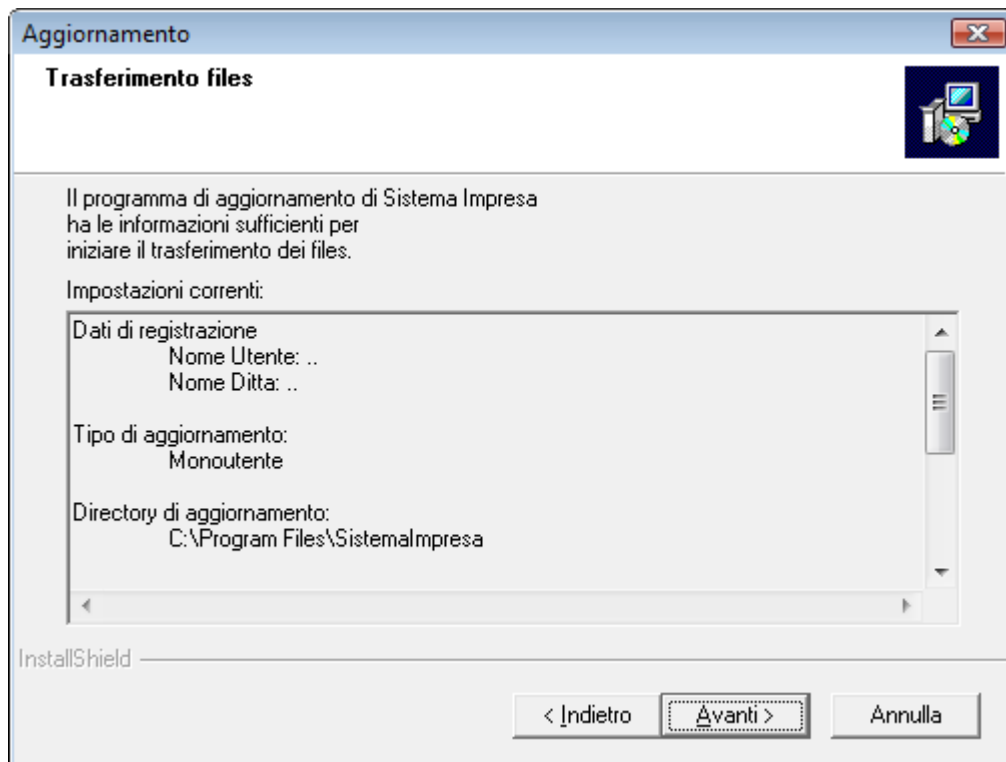 Aggiornamento
Trasferimento files
Il programma di aggiornamento di Sistema Impresa
ha le informazioni sufficienti per
iniziare il trasferimento dei files.
Impostazioni correnti:
Dati di registrazione
Nome Utente: ..
Nome Ditta: ..
Tipo di aggiornamento:
Monoutente
Directory di aggiornamento:
C:\Program Files\SistemaImpresa
InstallShield
< Indietro
Avanti >
Annulla